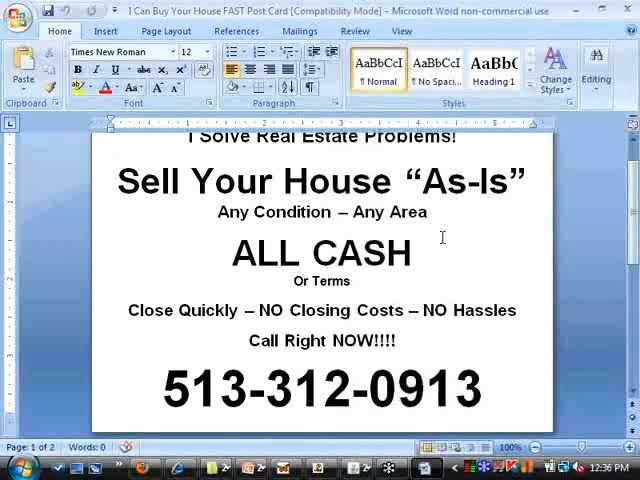 I Can Buy Your House FAST Post Card [Compatibility Mode] - Microsoft Word non-commercial use
Home Insert Page Layout References Mailings Review View
Times New Roman 12
Paste
AaBbCcI AaBbCcI AaBbC
¶ Normal ¶ No Spaci... Heading 1
Change Styles
Editing
Clipboard Font Paragraph Styles
I Solve Real Estate Problems!
Sell Your House “As-Is”
Any Condition – Any Area
ALL CASH
Or Terms
Close Quickly – NO Closing Costs – NO Hassles
Call Right NOW!!!!
513-312-0913
Page: 1 of 2 Words: 0 100%
12:36 PM